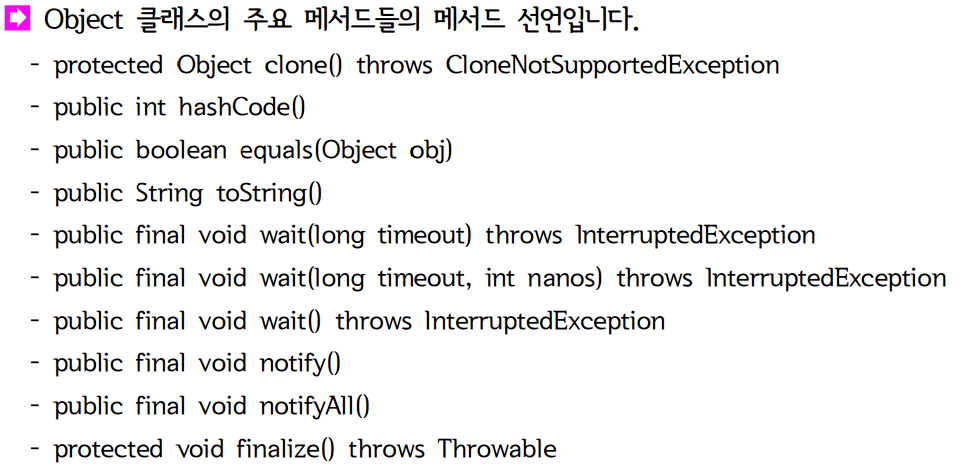 Object 클래스의 주요 메서드들의 메서드 선언입니다.
- protected Object clone() throws CloneNotSupportedException
- public int hashCode()
- public boolean equals(Object obj)
- public String toString()
- public final void wait(long timeout) throws InterruptedException
- public final void wait(long timeout, int nanos) throws InterruptedException
- public final void wait() throws InterruptedException
- public final void notify()
- public final void notifyAll()
- protected void finalize() throws Throwable